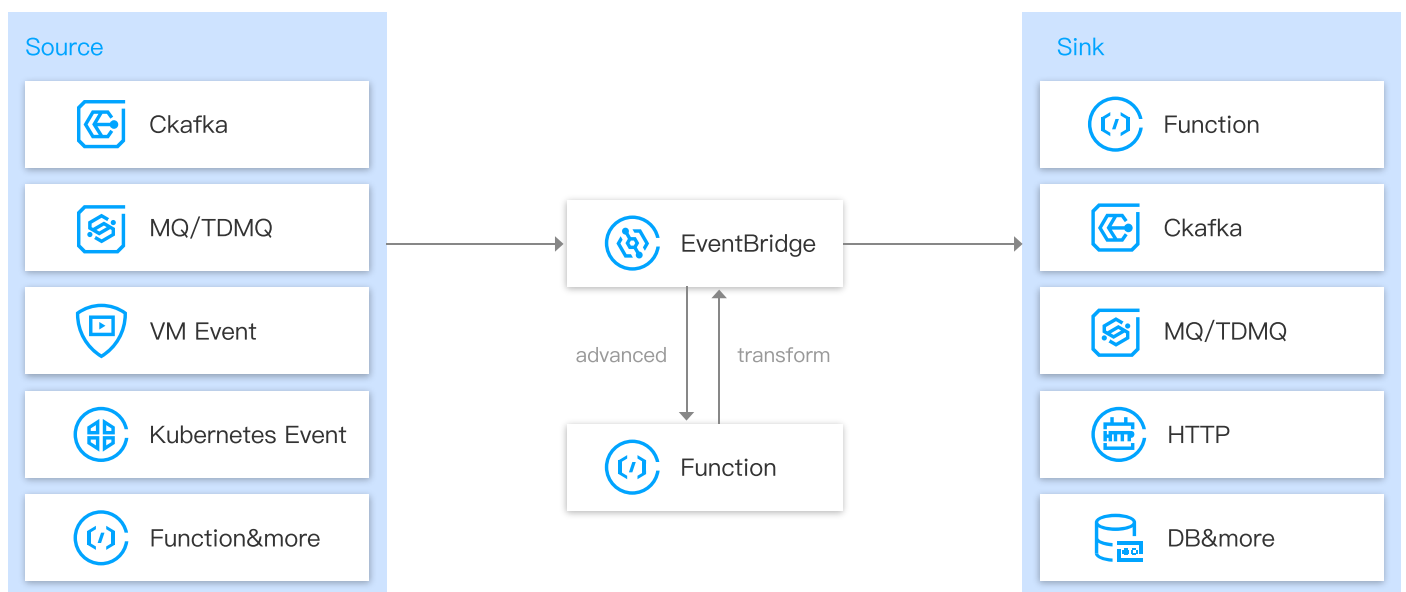 Source
Ckafka
MQ/TDMQ
VM Event
Kubernetes Event
Function&more
EventBridge
advanced
transform
Function
Sink
Function
Ckafka
MQ/TDMQ
HTTP
HTTP
DB&more